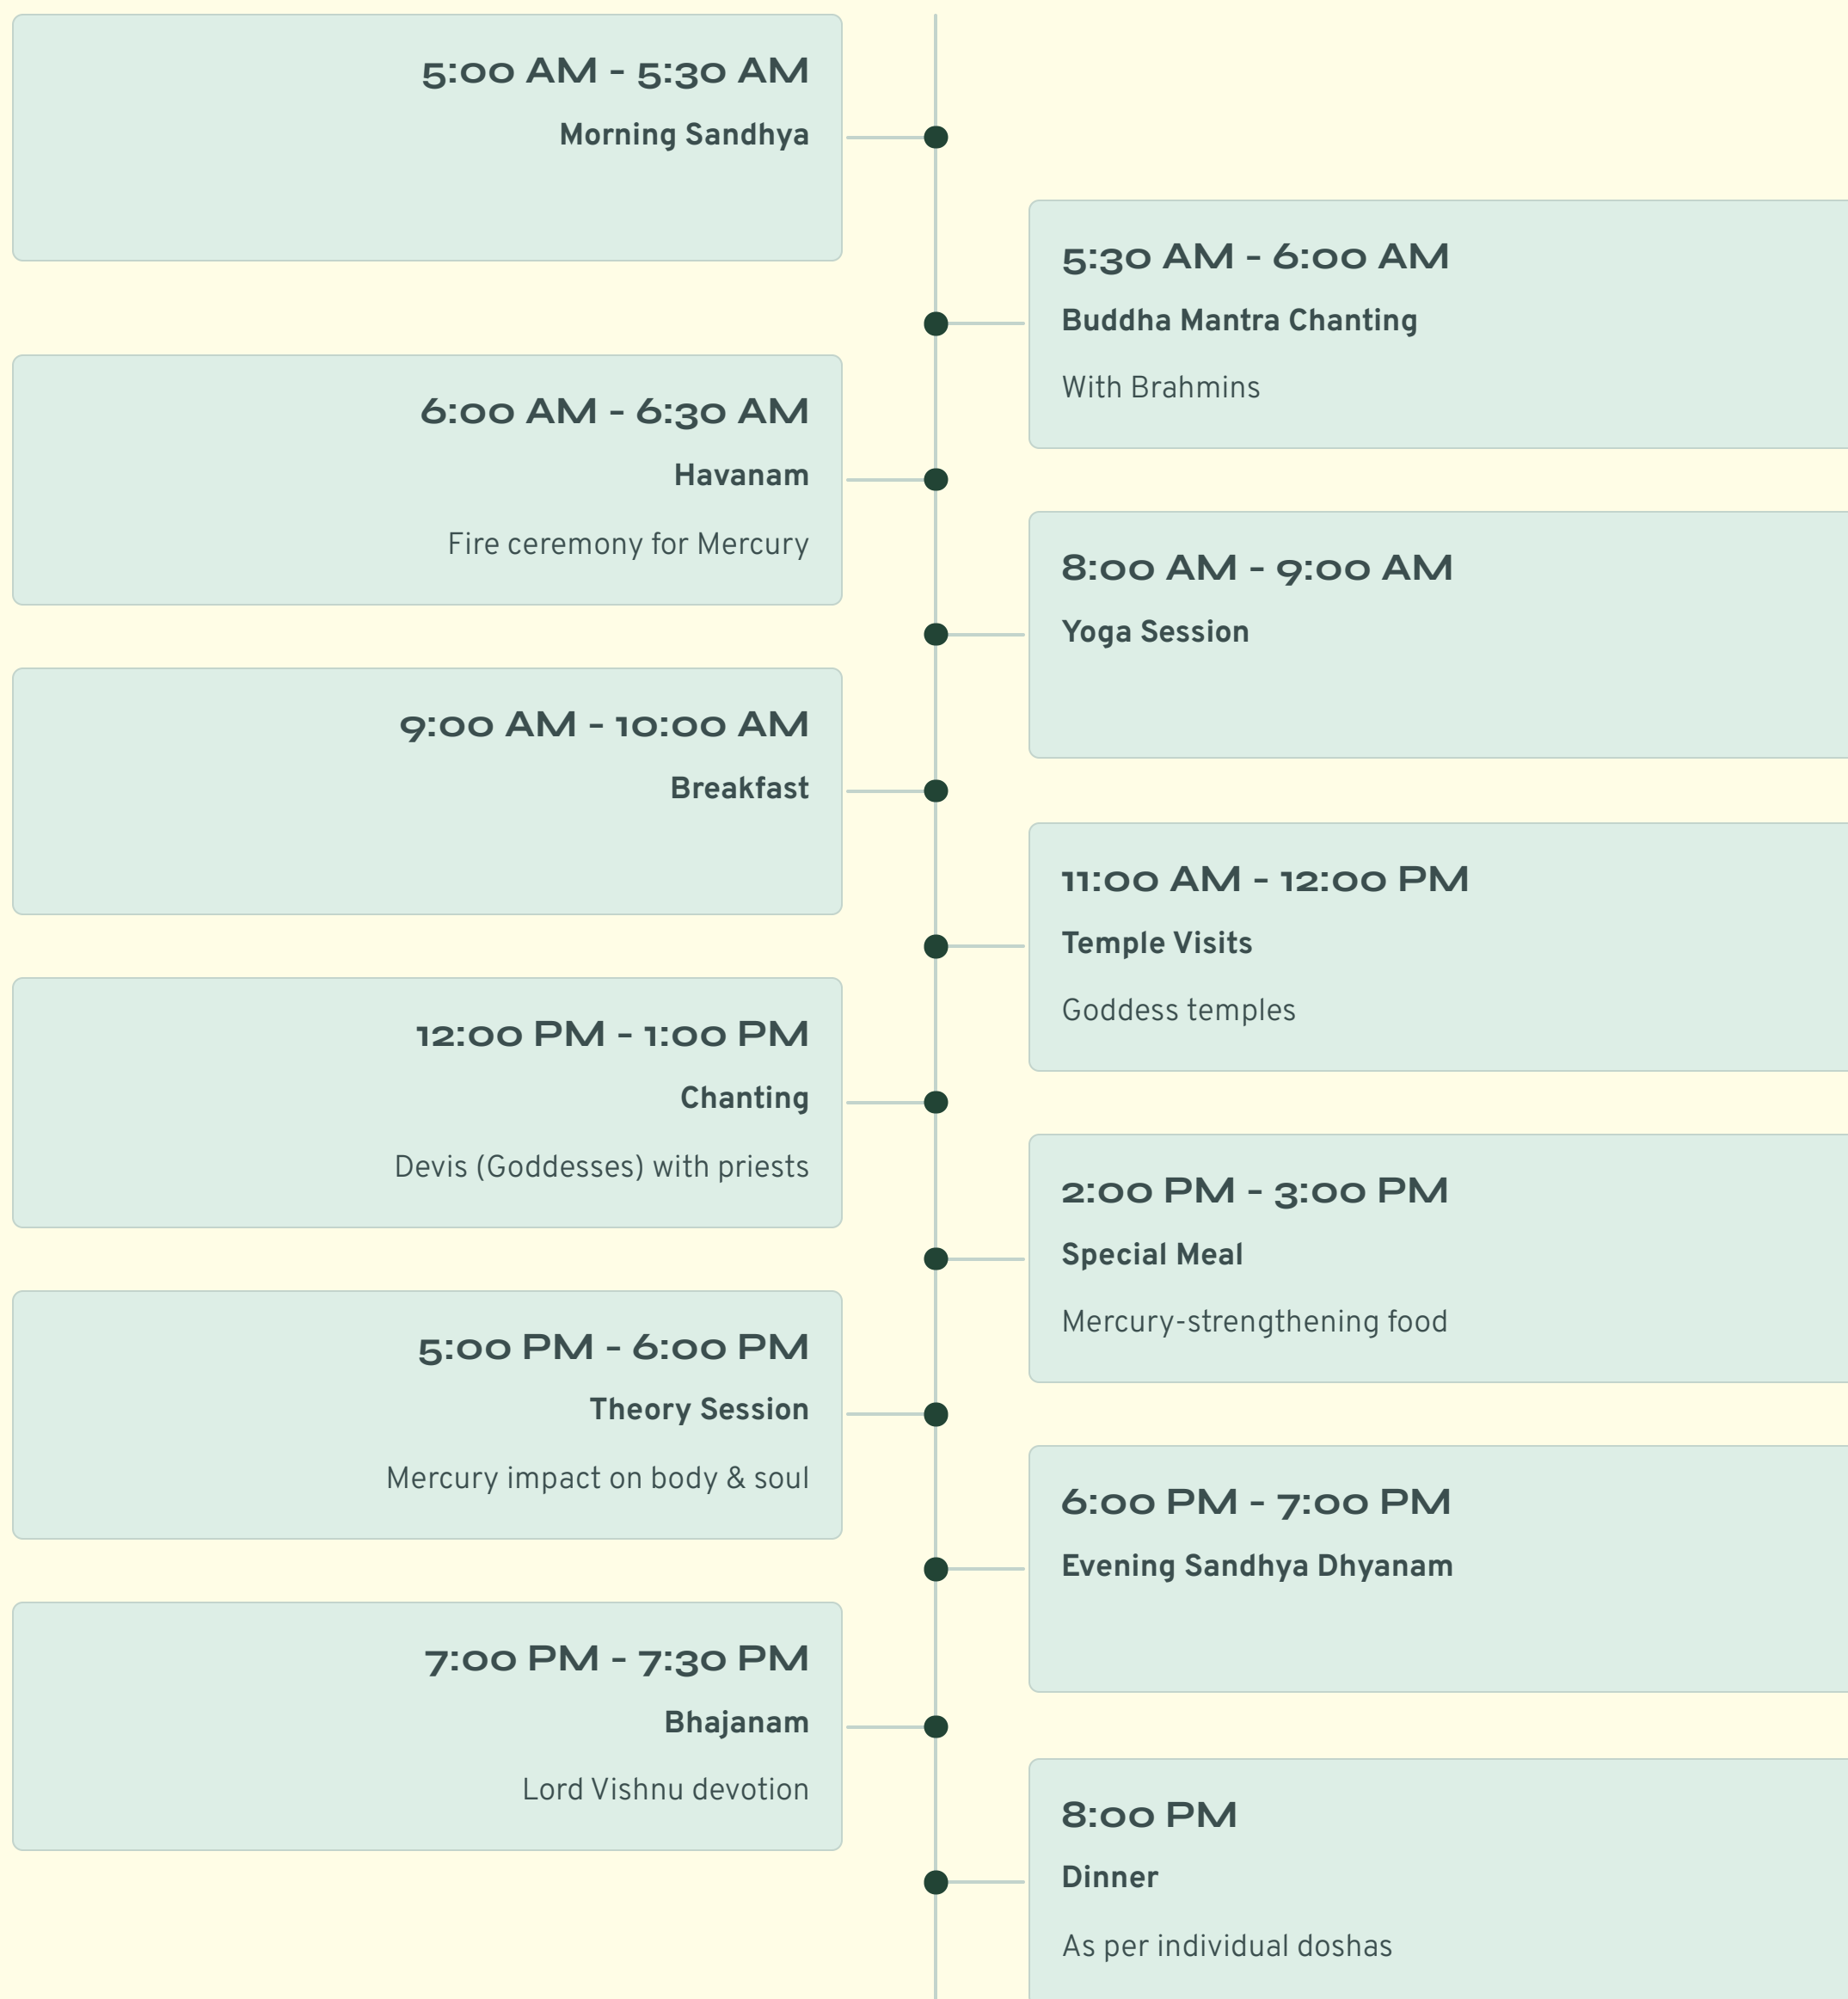 5:00 AM - 5:30 AM
Morning Sandhya
5:30 AM - 6:00 AM
Buddha Mantra Chanting
With Brahmins
6:00 AM - 6:30 AM
Havanam
Fire ceremony for Mercury
8:00 AM - 9:00 AM
Yoga Session
9:00 AM - 10:00 AM
Breakfast
11:00 AM - 12:00 PM
Temple Visits
Goddess temples
12:00 PM - 1:00 PM
Chanting
Devis (Goddesses) with priests
2:00 PM - 3:00 PM
Special Meal
Mercury-strengthening food
5:00 PM - 6:00 PM
Theory Session
Mercury impact on body & soul
6:00 PM - 7:00 PM
Evening Sandhya Dhyanam
7:00 PM - 7:30 PM
Bhajanam
Lord Vishnu devotion
8:00 PM
Dinner
As per individual doshas